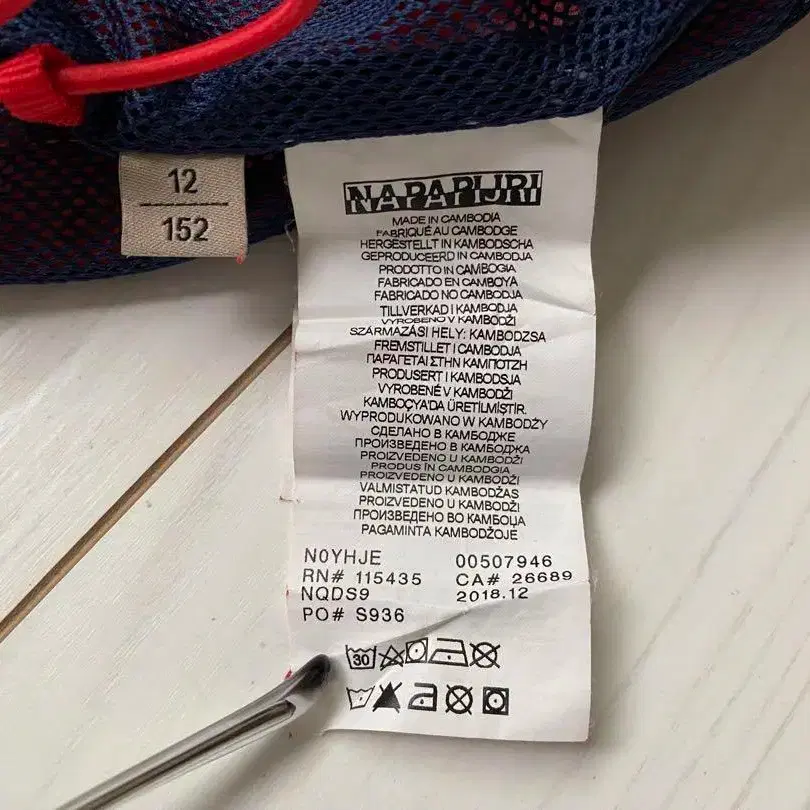 12
152
NAPAPIJRI
MADE IN CAMBODIA
FABRIQUÉ AU CAMBODGE
HERGESTELLT IN KAMBODSCHA
GEPRODUCEERD IN CAMBODJA
PRODOTTO IN CAMBOGIA
FABRICADO EN CAMBOYA
FABRICADO NO CAMBODJA
TILLVERKAD I KAMBODJA
VYROBENO V KAMBODŽI
SZÁRMAZÁSI HELY: KAMBODZSA
FREMSTILLET I CAMBODJA
ΠΑΡΑΓΕΤΑΙ ΣΤΗΝ ΚΑΜΠΟΤΖΗ
PRODUSERT I KAMBODSJA
VYROBENÉ V KAMBODŽI
KAMBOÇYA'DA ÜRETILMIŞTIR.
WYPRODUKOWANO W KAMBODŻY
СДЕЛАНО В КАМБОДЖЕ
ПРОИЗВЕДЕНО В КАМБОДЖА
PROIZVEDENO U KAMBODŽI
PRODUS ÎN CAMBODGIA
PROIZVEDENO U KAMBODŽI
VALMISTATUD KAMBODŽAS
PROIZVEDENO U KAMBODŽI
ПРОИЗВЕДЕНО ВО КАМБОЏА
PAGAMINTA KAMBODŽOJE
N0YHJE 00507946
RN# 115435 CA# 26689
NQDS9 2018.12
PO# S936
30